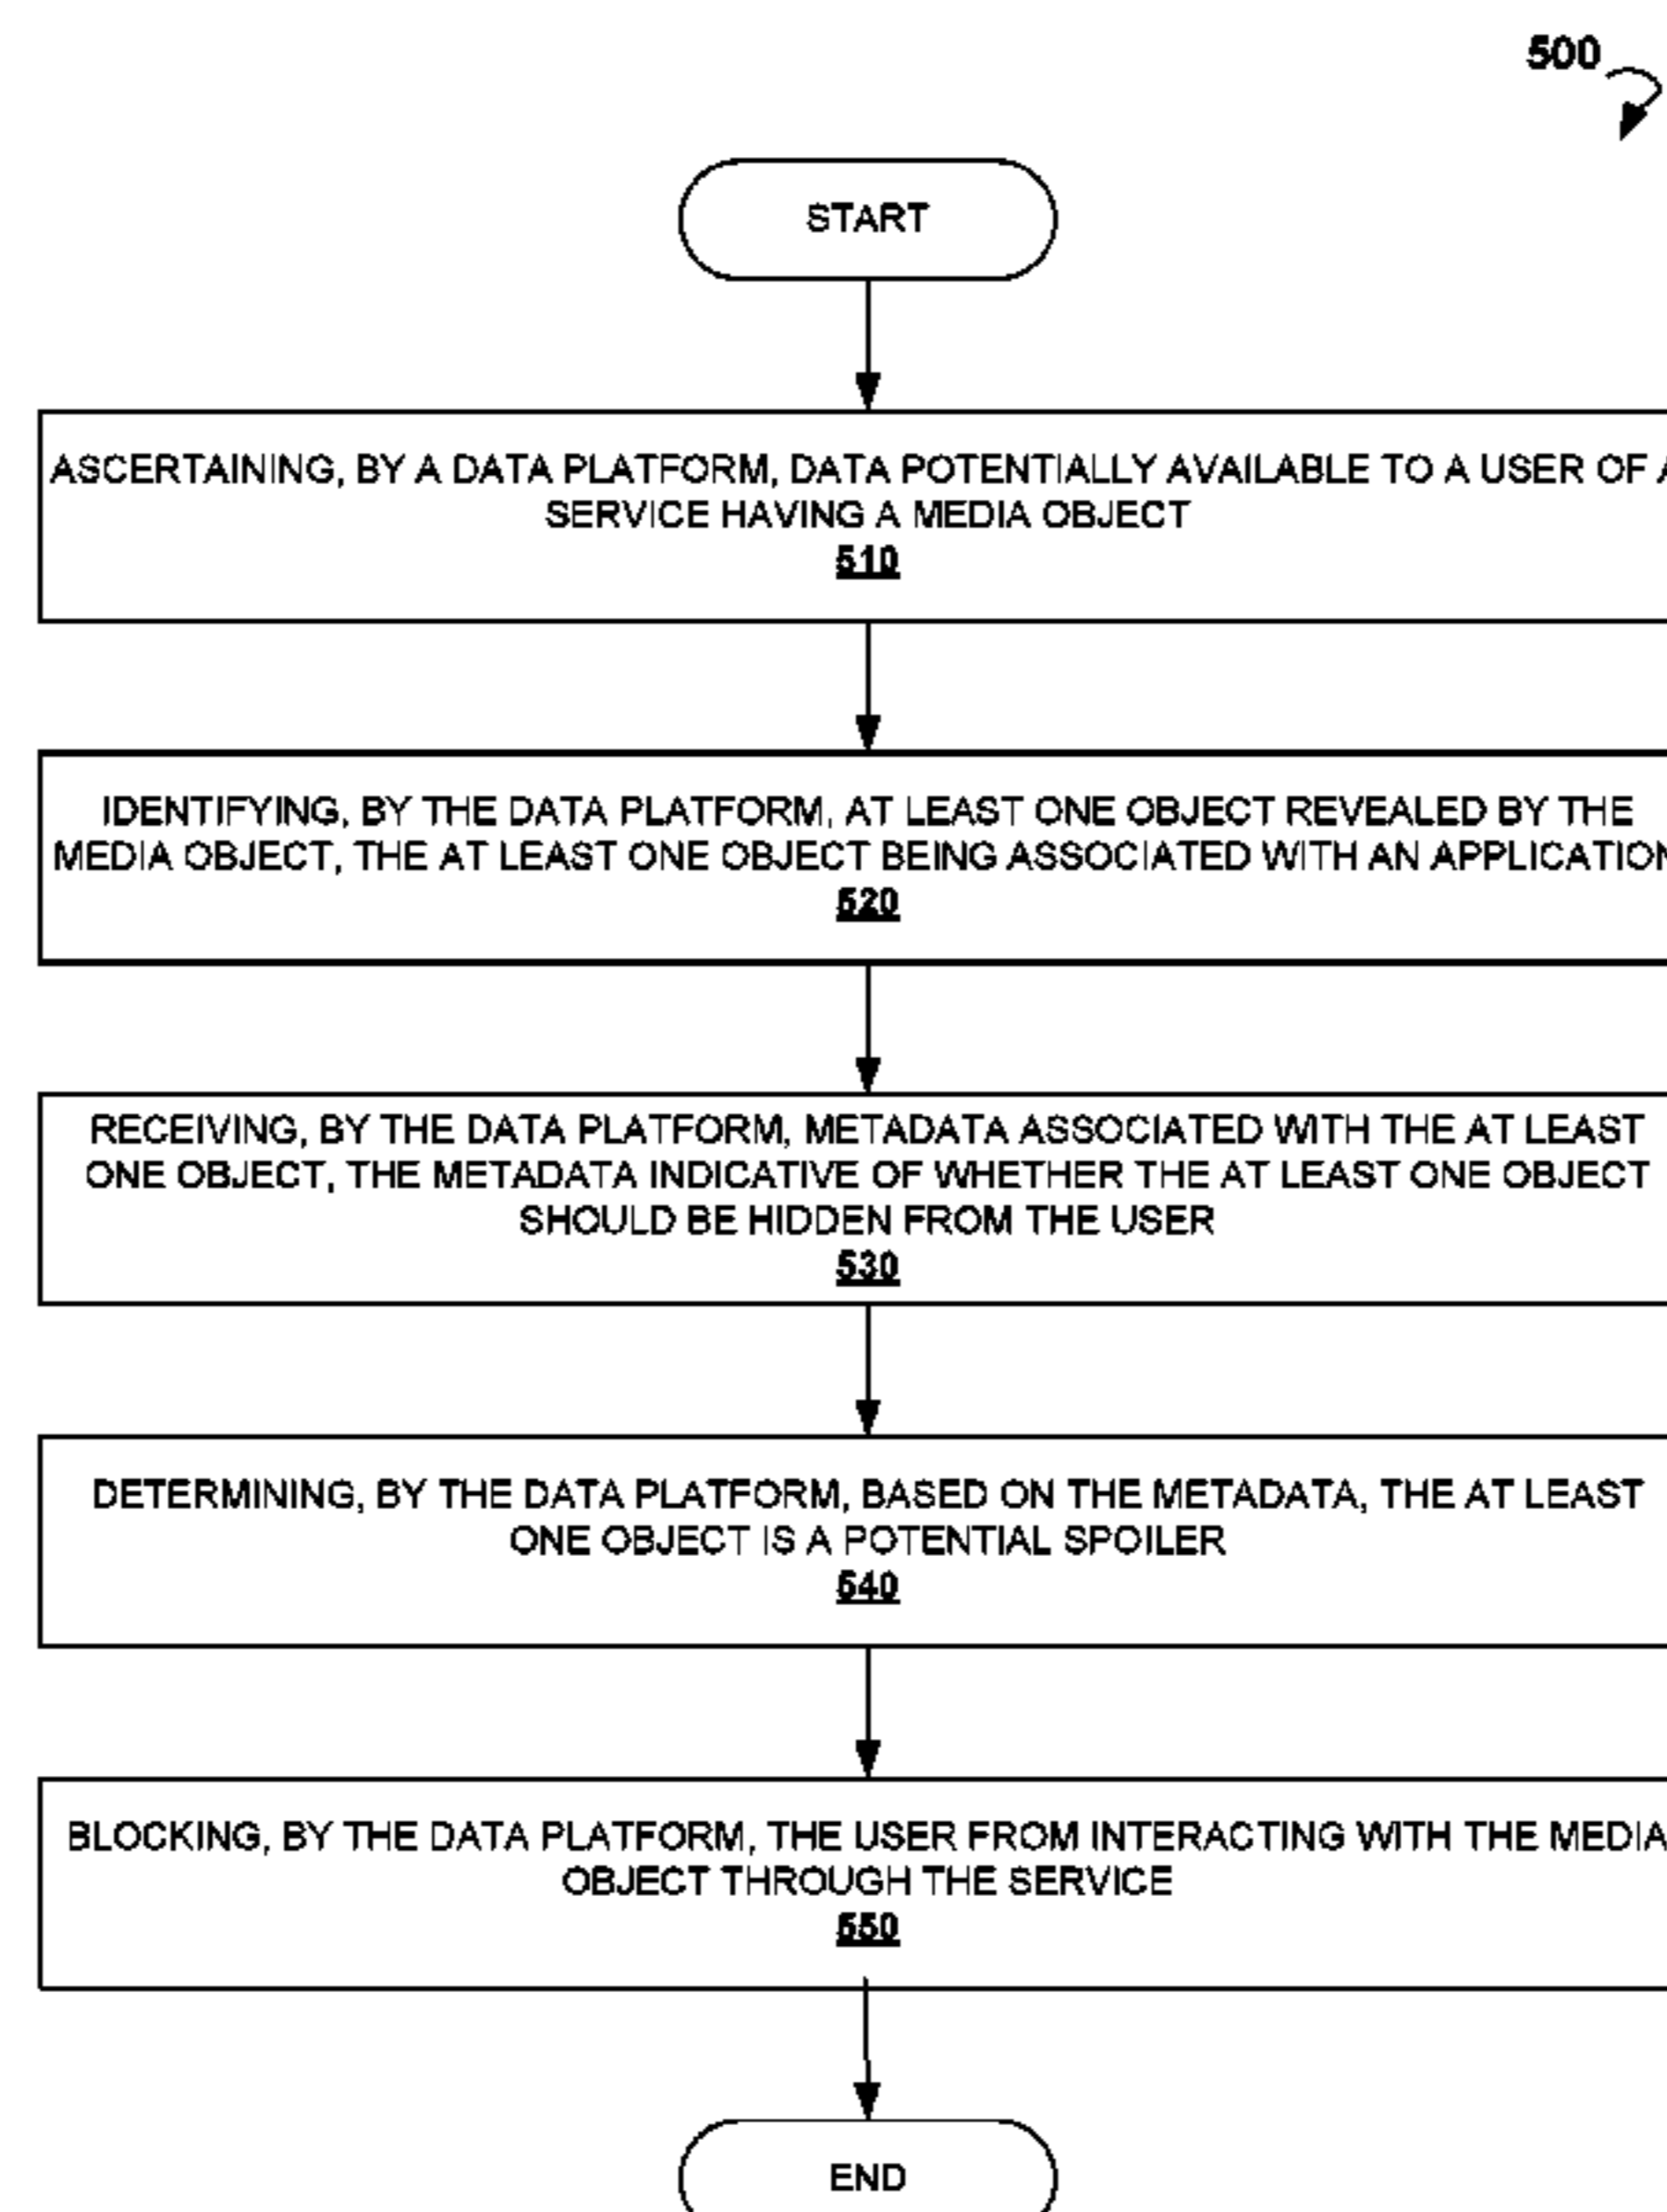 500
START
ASCERTAINING, BY A DATA PLATFORM, DATA POTENTIALLY AVAILABLE TO A USER OF A
SERVICE HAVING A MEDIA OBJECT
510
IDENTIFYING, BY THE DATA PLATFORM, AT LEAST ONE OBJECT REVEALED BY THE
MEDIA OBJECT, THE AT LEAST ONE OBJECT BEING ASSOCIATED WITH AN APPLICATION
520
RECEIVING, BY THE DATA PLATFORM, METADATA ASSOCIATED WITH THE AT LEAST
ONE OBJECT, THE METADATA INDICATIVE OF WHETHER THE AT LEAST ONE OBJECT
SHOULD BE HIDDEN FROM THE USER
530
DETERMINING, BY THE DATA PLATFORM, BASED ON THE METADATA, THE AT LEAST
ONE OBJECT IS A POTENTIAL SPOILER
540
BLOCKING, BY THE DATA PLATFORM, THE USER FROM INTERACTING WITH THE MEDIA
OBJECT THROUGH THE SERVICE
550
END